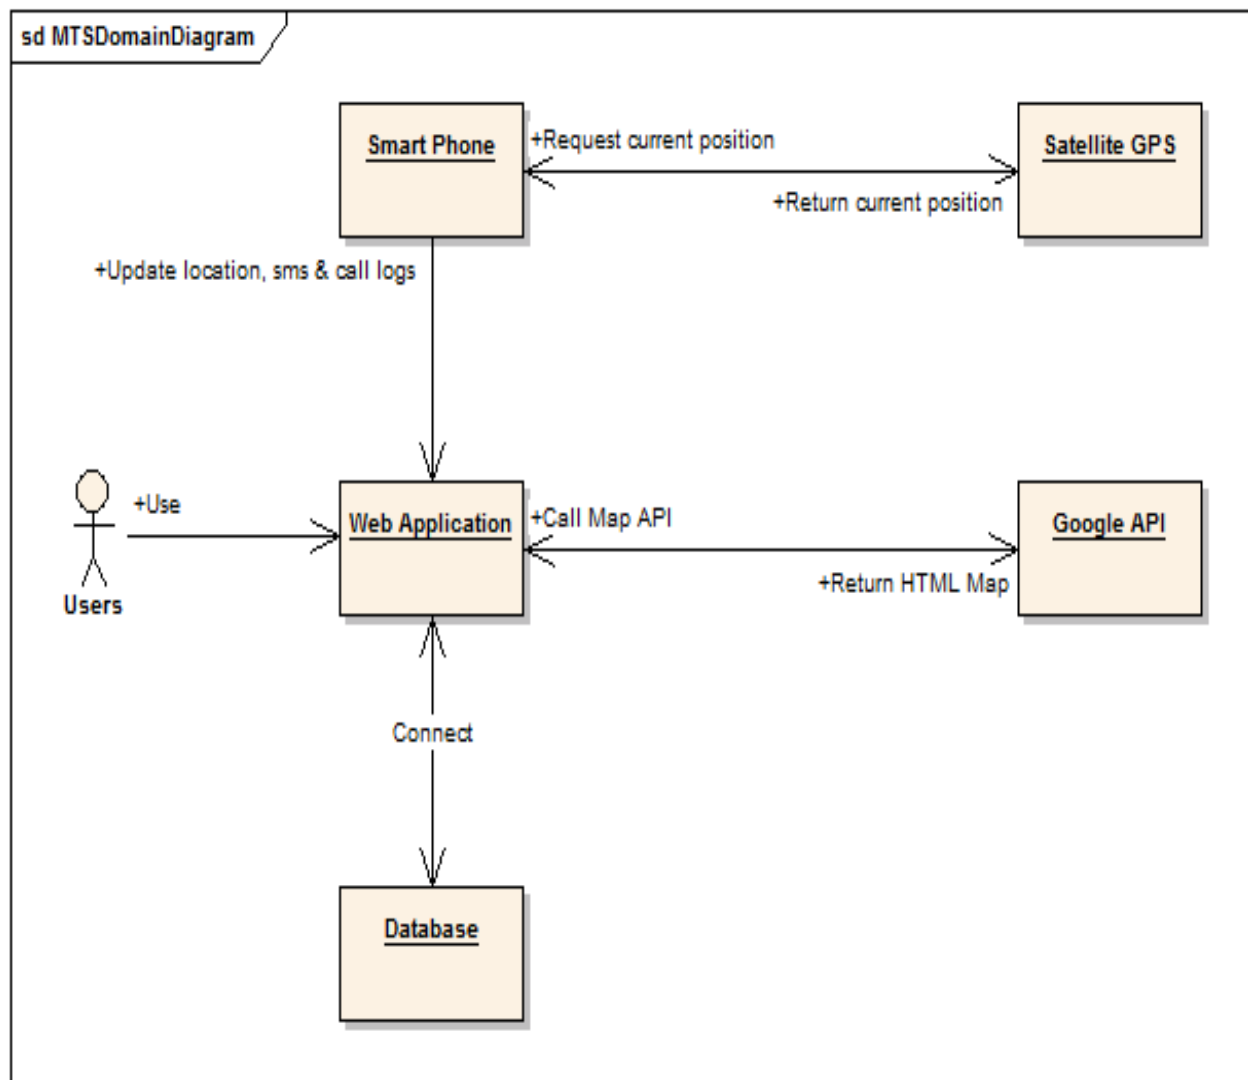 sd MTSDomainDiagram
Smart Phone
+Request current position
Satellite GPS
+Return current position
+Update location, sms & call logs
+Use
Web Application
+Call Map API
Google API
+Return HTML Map
Users
Connect
Database